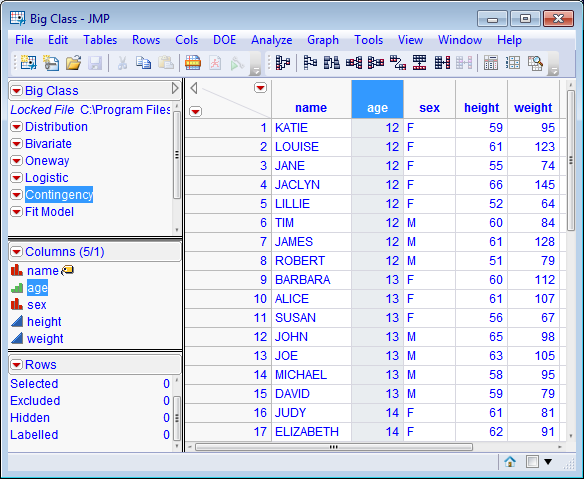 Big Class - JMP
File Edit Tables Rows Cols DOE Analyze Graph Tools View Window Help
Big Class
Locked File C:\Program Files
Distribution
Bivariate
Oneway
Logistic
Contingency
Fit Model
Columns (5/1)
name
age
sex
height
weight
Rows
Selected 0
Excluded 0
Hidden 0
Labelled 0
name age sex height weight
1 KATIE 12 F 59 95
2 LOUISE 12 F 61 123
3 JANE 12 F 55 74
4 JACLYN 12 F 66 145
5 LILLIE 12 F 52 64
6 TIM 12 M 60 84
7 JAMES 12 M 61 128
8 ROBERT 12 M 51 79
9 BARBARA 13 F 60 112
10 ALICE 13 F 61 107
11 SUSAN 13 F 56 67
12 JOHN 13 M 65 98
13 JOE 13 M 63 105
14 MICHAEL 13 M 58 95
15 DAVID 13 M 59 79
16 JUDY 14 F 61 81
17 ELIZABETH 14 F 62 91